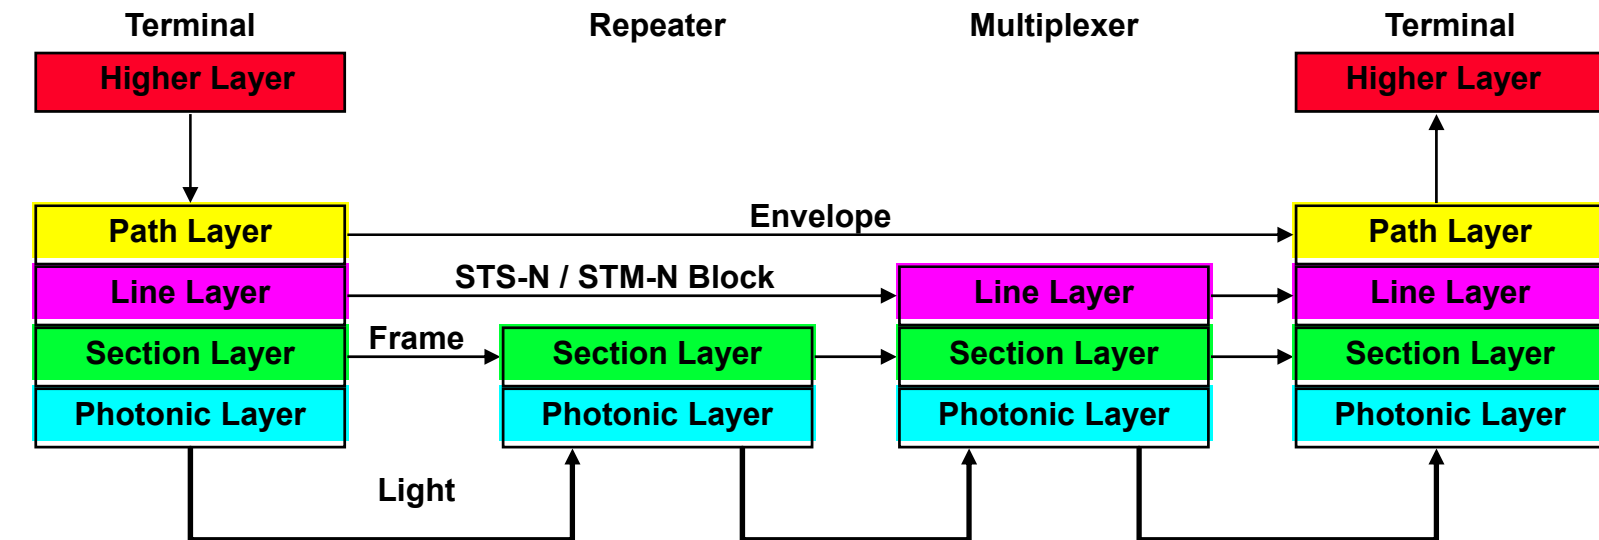 Terminal Repeater Multiplexer Terminal
Higher Layer Higher Layer
Envelope
Path Layer Path Layer
STS-N / STM-N Block
Line Layer Line Layer Line Layer
Frame
Section Layer Section Layer Section Layer Section Layer
Photonic Layer Photonic Layer Photonic Layer Photonic Layer
Light